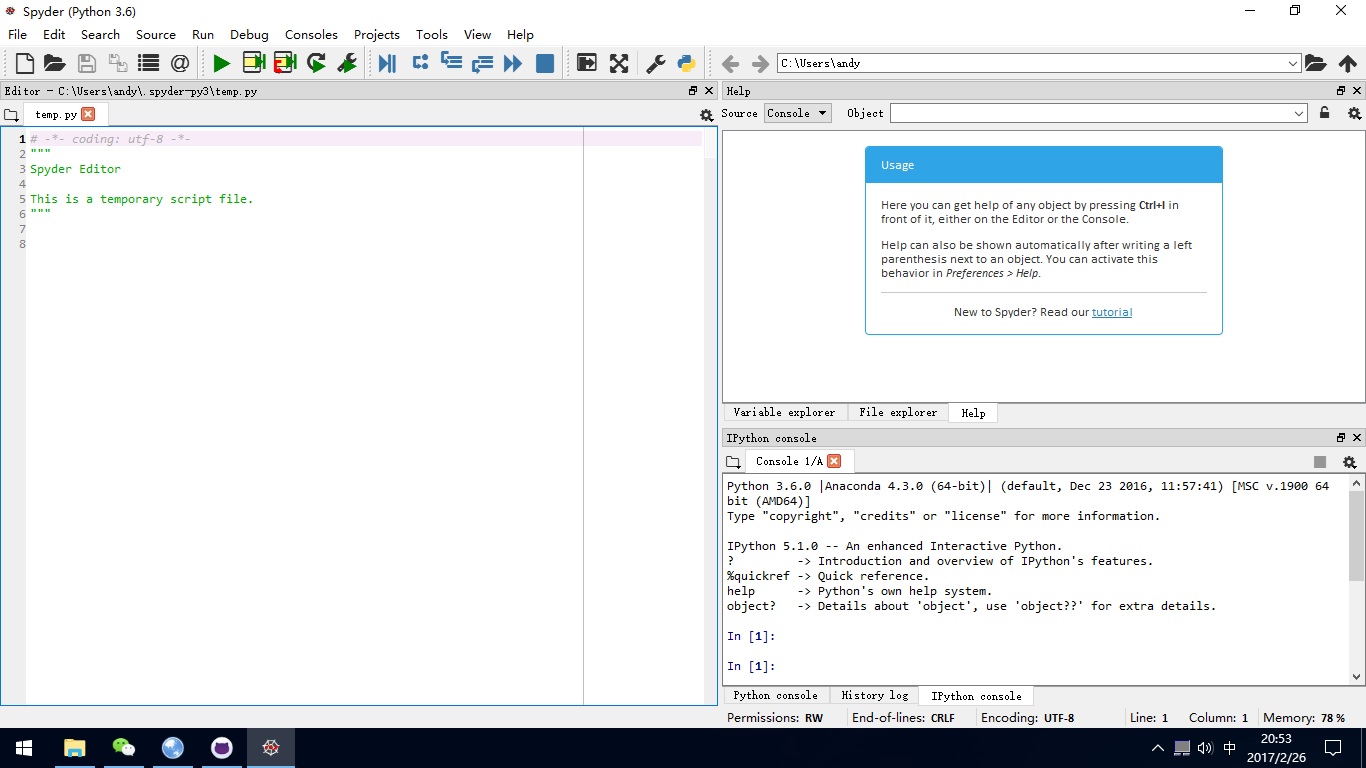 Spyder (Python 3.6)
File Edit Search Source Run Debug Consoles Projects Tools View Help
C:\Users\andy
Editor - C:\Users\andy\.spyder-py3\temp.py
temp.py
1 # -*- coding: utf-8 -*-
2 """
3 Spyder Editor
4
5 This is a temporary script file.
6 """
7
8
Help
Source Console Object
Usage
Here you can get help of any object by pressing Ctrl+I in
front of it, either on the Editor or the Console.
Help can also be shown automatically after writing a left
parenthesis next to an object. You can activate this
behavior in Preferences > Help.
New to Spyder? Read our tutorial
Variable explorer File explorer Help
IPython console
Console 1/A
Python 3.6.0 |Anaconda 4.3.0 (64-bit)| (default, Dec 23 2016, 11:57:41) [MSC v.1900 64
bit (AMD64)]
Type "copyright", "credits" or "license" for more information.
IPython 5.1.0 -- An enhanced Interactive Python.
? -> Introduction and overview of IPython's features.
%quickref -> Quick reference.
help -> Python's own help system.
object? -> Details about 'object', use 'object??' for extra details.
In [1]:
In [1]:
Python console History log IPython console
Permissions: RW End-of-lines: CRLF Encoding: UTF-8 Line: 1 Column: 1 Memory: 78 %
中
20:53
2017/2/26